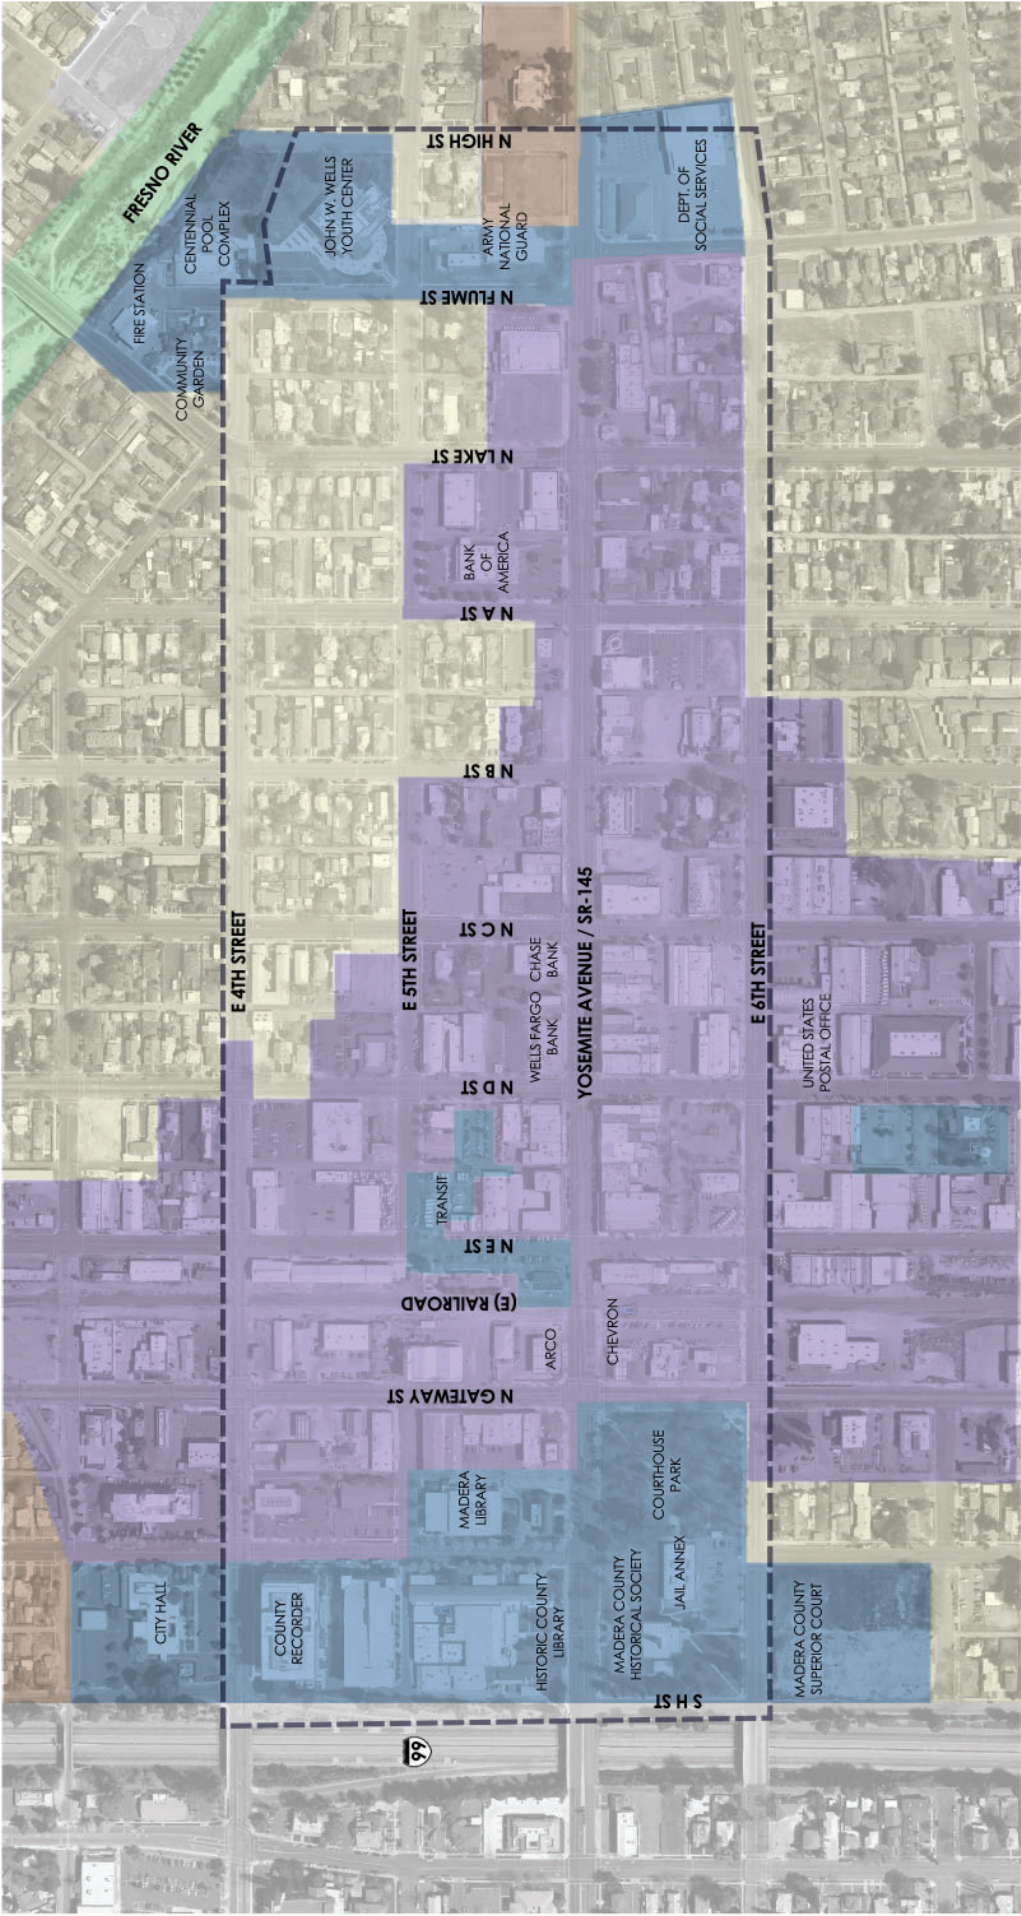 FRESNO RIVER
N HIGH ST
CENTENNIAL
POOL
COMPLEX
JOHN W. WELLS
YOUTH CENTER
ARMY
NATIONAL
GUARD
DEPT. OF
SOCIAL SERVICES
FIRE STATION
COMMUNITY
GARDEN
N FLUME ST
N LAKE ST
BANK
OF
AMERICA
N A ST
N B ST
E 4TH STREET
E 5TH STREET
N C ST
WELLS FARGO
BANK
CHASE
BANK
YOSEMITE AVENUE / SR-145
E 6TH STREET
UNITED STATES
POSTAL OFFICE
N D ST
TRANSIT
N E ST
(E) RAILROAD
ARCO
CHEVRON
N GATEWAY ST
MADERA
LIBRARY
COURTHOUSE
PARK
CITY HALL
COUNTY
RECORDER
HISTORIC COUNTY
LIBRARY
MADERA COUNTY
HISTORICAL SOCIETY
JAIL ANNEX
MADERA COUNTY
SUPERIOR COURT
S H ST
99